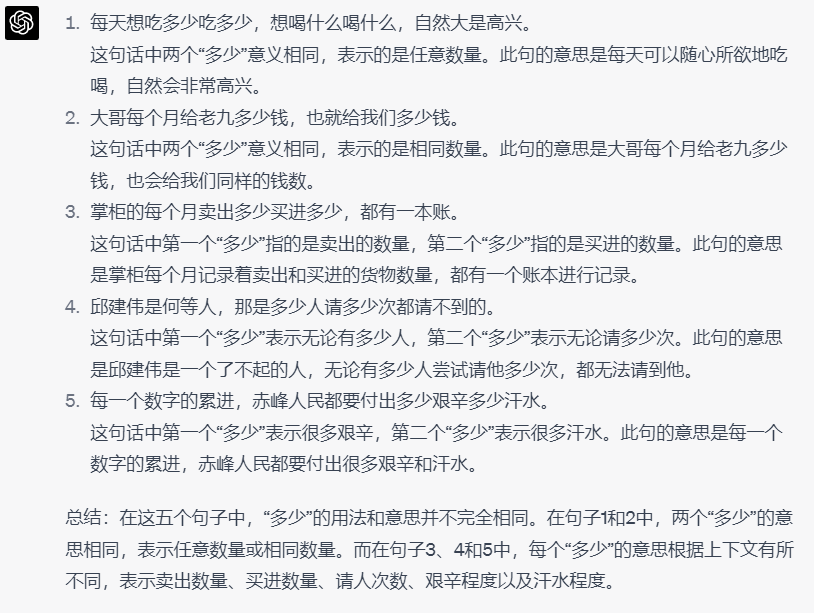 1. 每天想吃多少吃多少，想喝什么喝什么，自然大是高兴。
这句话中两个“多少”意义相同，表示的是任意数量。此句的意思是每天可以随心所欲地吃
喝，自然会非常高兴。
2. 大哥每个月给老九多少钱，也就给我们多少钱。
这句话中两个“多少”意义相同，表示的是相同数量。此句的意思是大哥每个月给老九多少
钱，也会给我们同样的钱数。
3. 掌柜的每个月卖出多少买进多少，都有一本账。
这句话中第一个“多少”指的是卖出的数量，第二个“多少”指的是买进的数量。此句的意思
是掌柜每个月记录着卖出和买进的货物数量，都有一个账本进行记录。
4. 邱建伟是何等人，那是多少人请多少次都请不到的。
这句话中第一个“多少”表示无论有多少人，第二个“多少”表示无论请多少次。此句的意思
是邱建伟是一个了不起的人，无论有多少人尝试请他多少次，都无法请到他。
5. 每一个数字的累进，赤峰人民都要付出多少艰辛多少汗水。
这句话中第一个“多少”表示很多艰辛，第二个“多少”表示很多汗水。此句的意思是每一个
数字的累进，赤峰人民都要付出很多艰辛和汗水。
总结：在这五个句子中，“多少”的用法和意思并不完全相同。在句子1和2中，两个“多少”的意
思相同，表示任意数量或相同数量。而在句子3、4和5中，每个“多少”的意思根据上下文有所
不同，表示卖出数量、买进数量、请人次数、艰辛程度以及汗水程度。